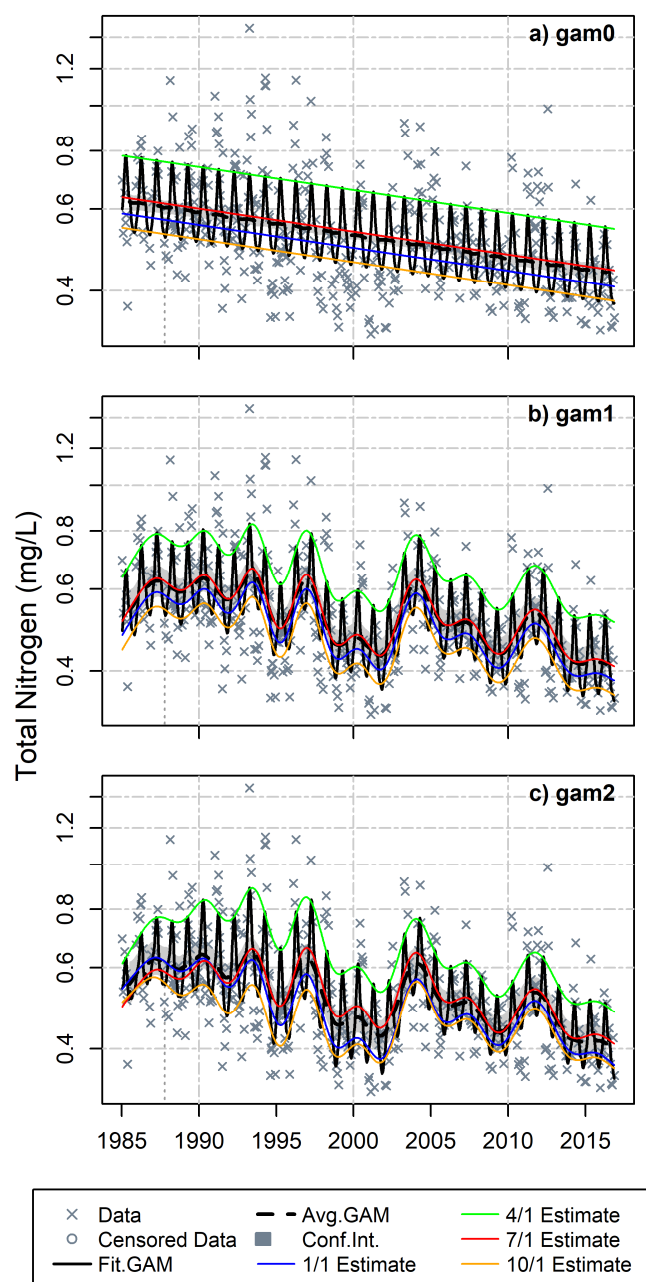 a) gam0
1.2
0.8
0.6
0.4
b) gam1
1.2
0.8
0.6
0.4
Total Nitrogen (mg/L)
c) gam2
1.2
0.8
0.6
0.4
1985 1990 1995 2000 2005 2010 2015
Data Avg.GAM 4/1 Estimate
Censored Data Conf.Int. 7/1 Estimate
Fit.GAM 1/1 Estimate 10/1 Estimate